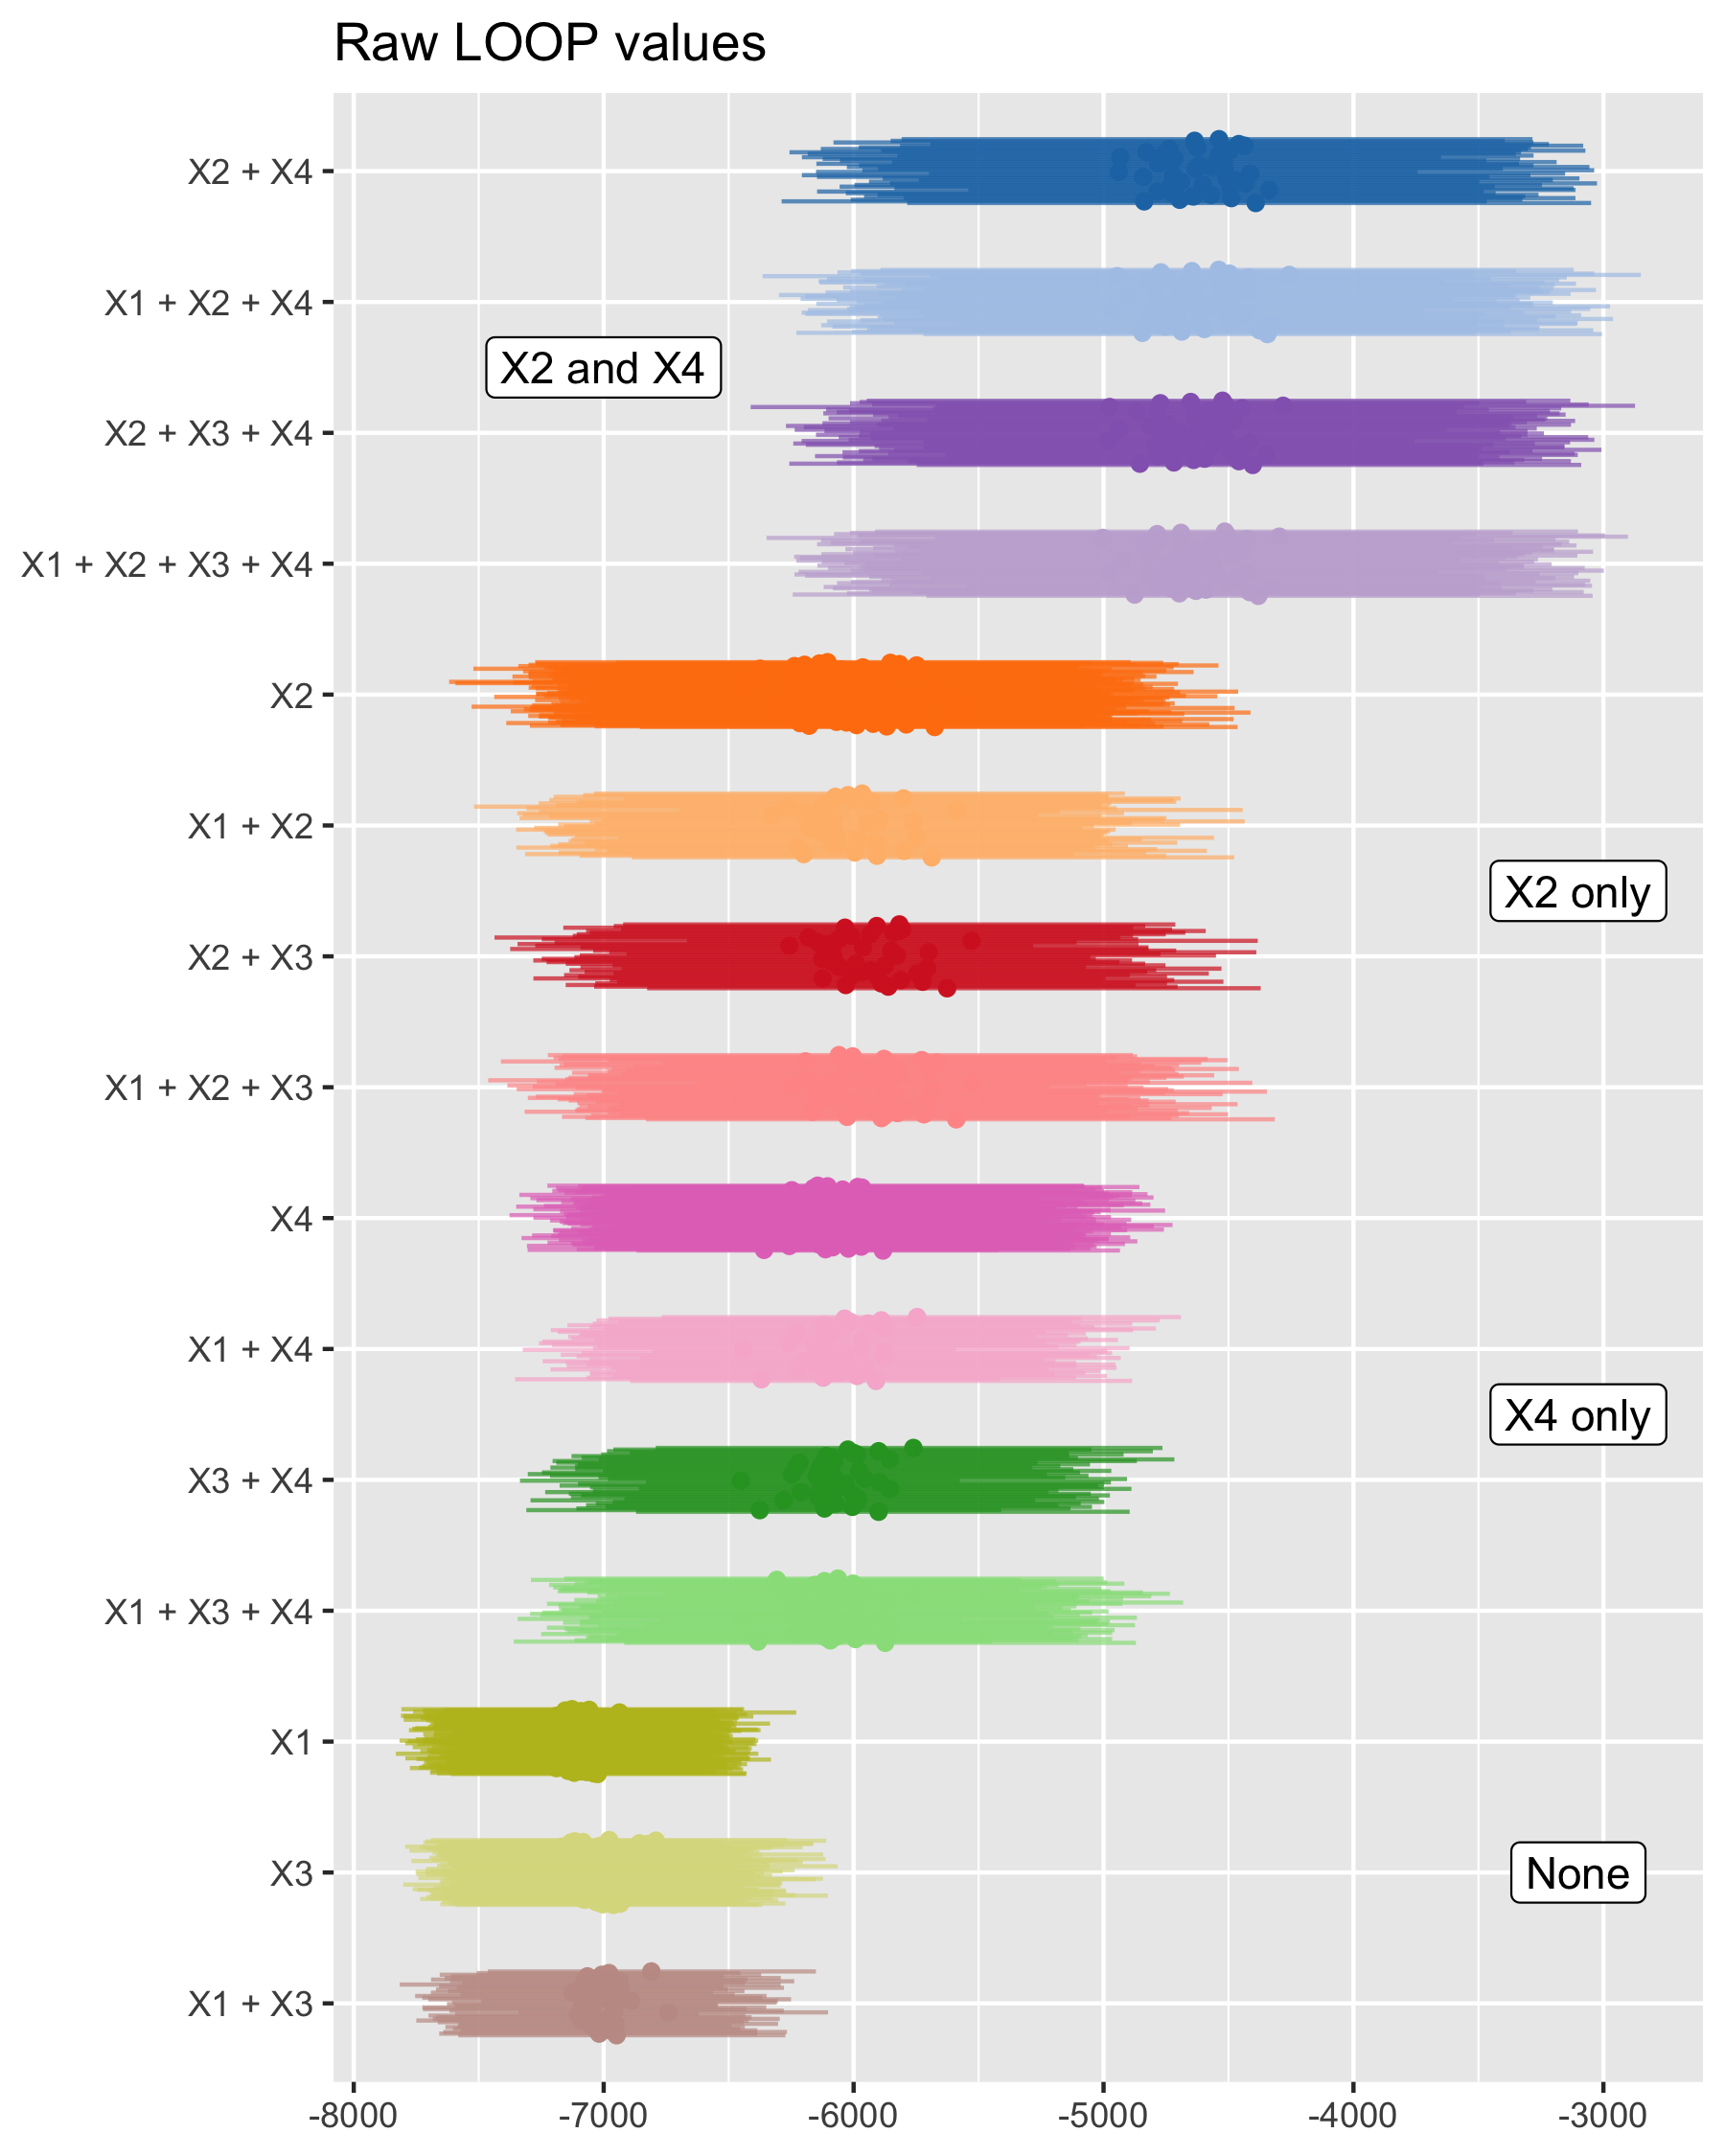 Raw LOOP values
X2 + X4
X1 + X2 + X4
X2 and X4
X2 + X3 + X4
X1 + X2 + X3 + X4
X2
X1 + X2
X2 only
X2 + X3
X1 + X2 + X3
X4
X1 + X4
X4 only
X3 + X4
X1 + X3 + X4
X1
X3
None
X1 + X3
-8000 -7000 -6000 -5000 -4000 -3000